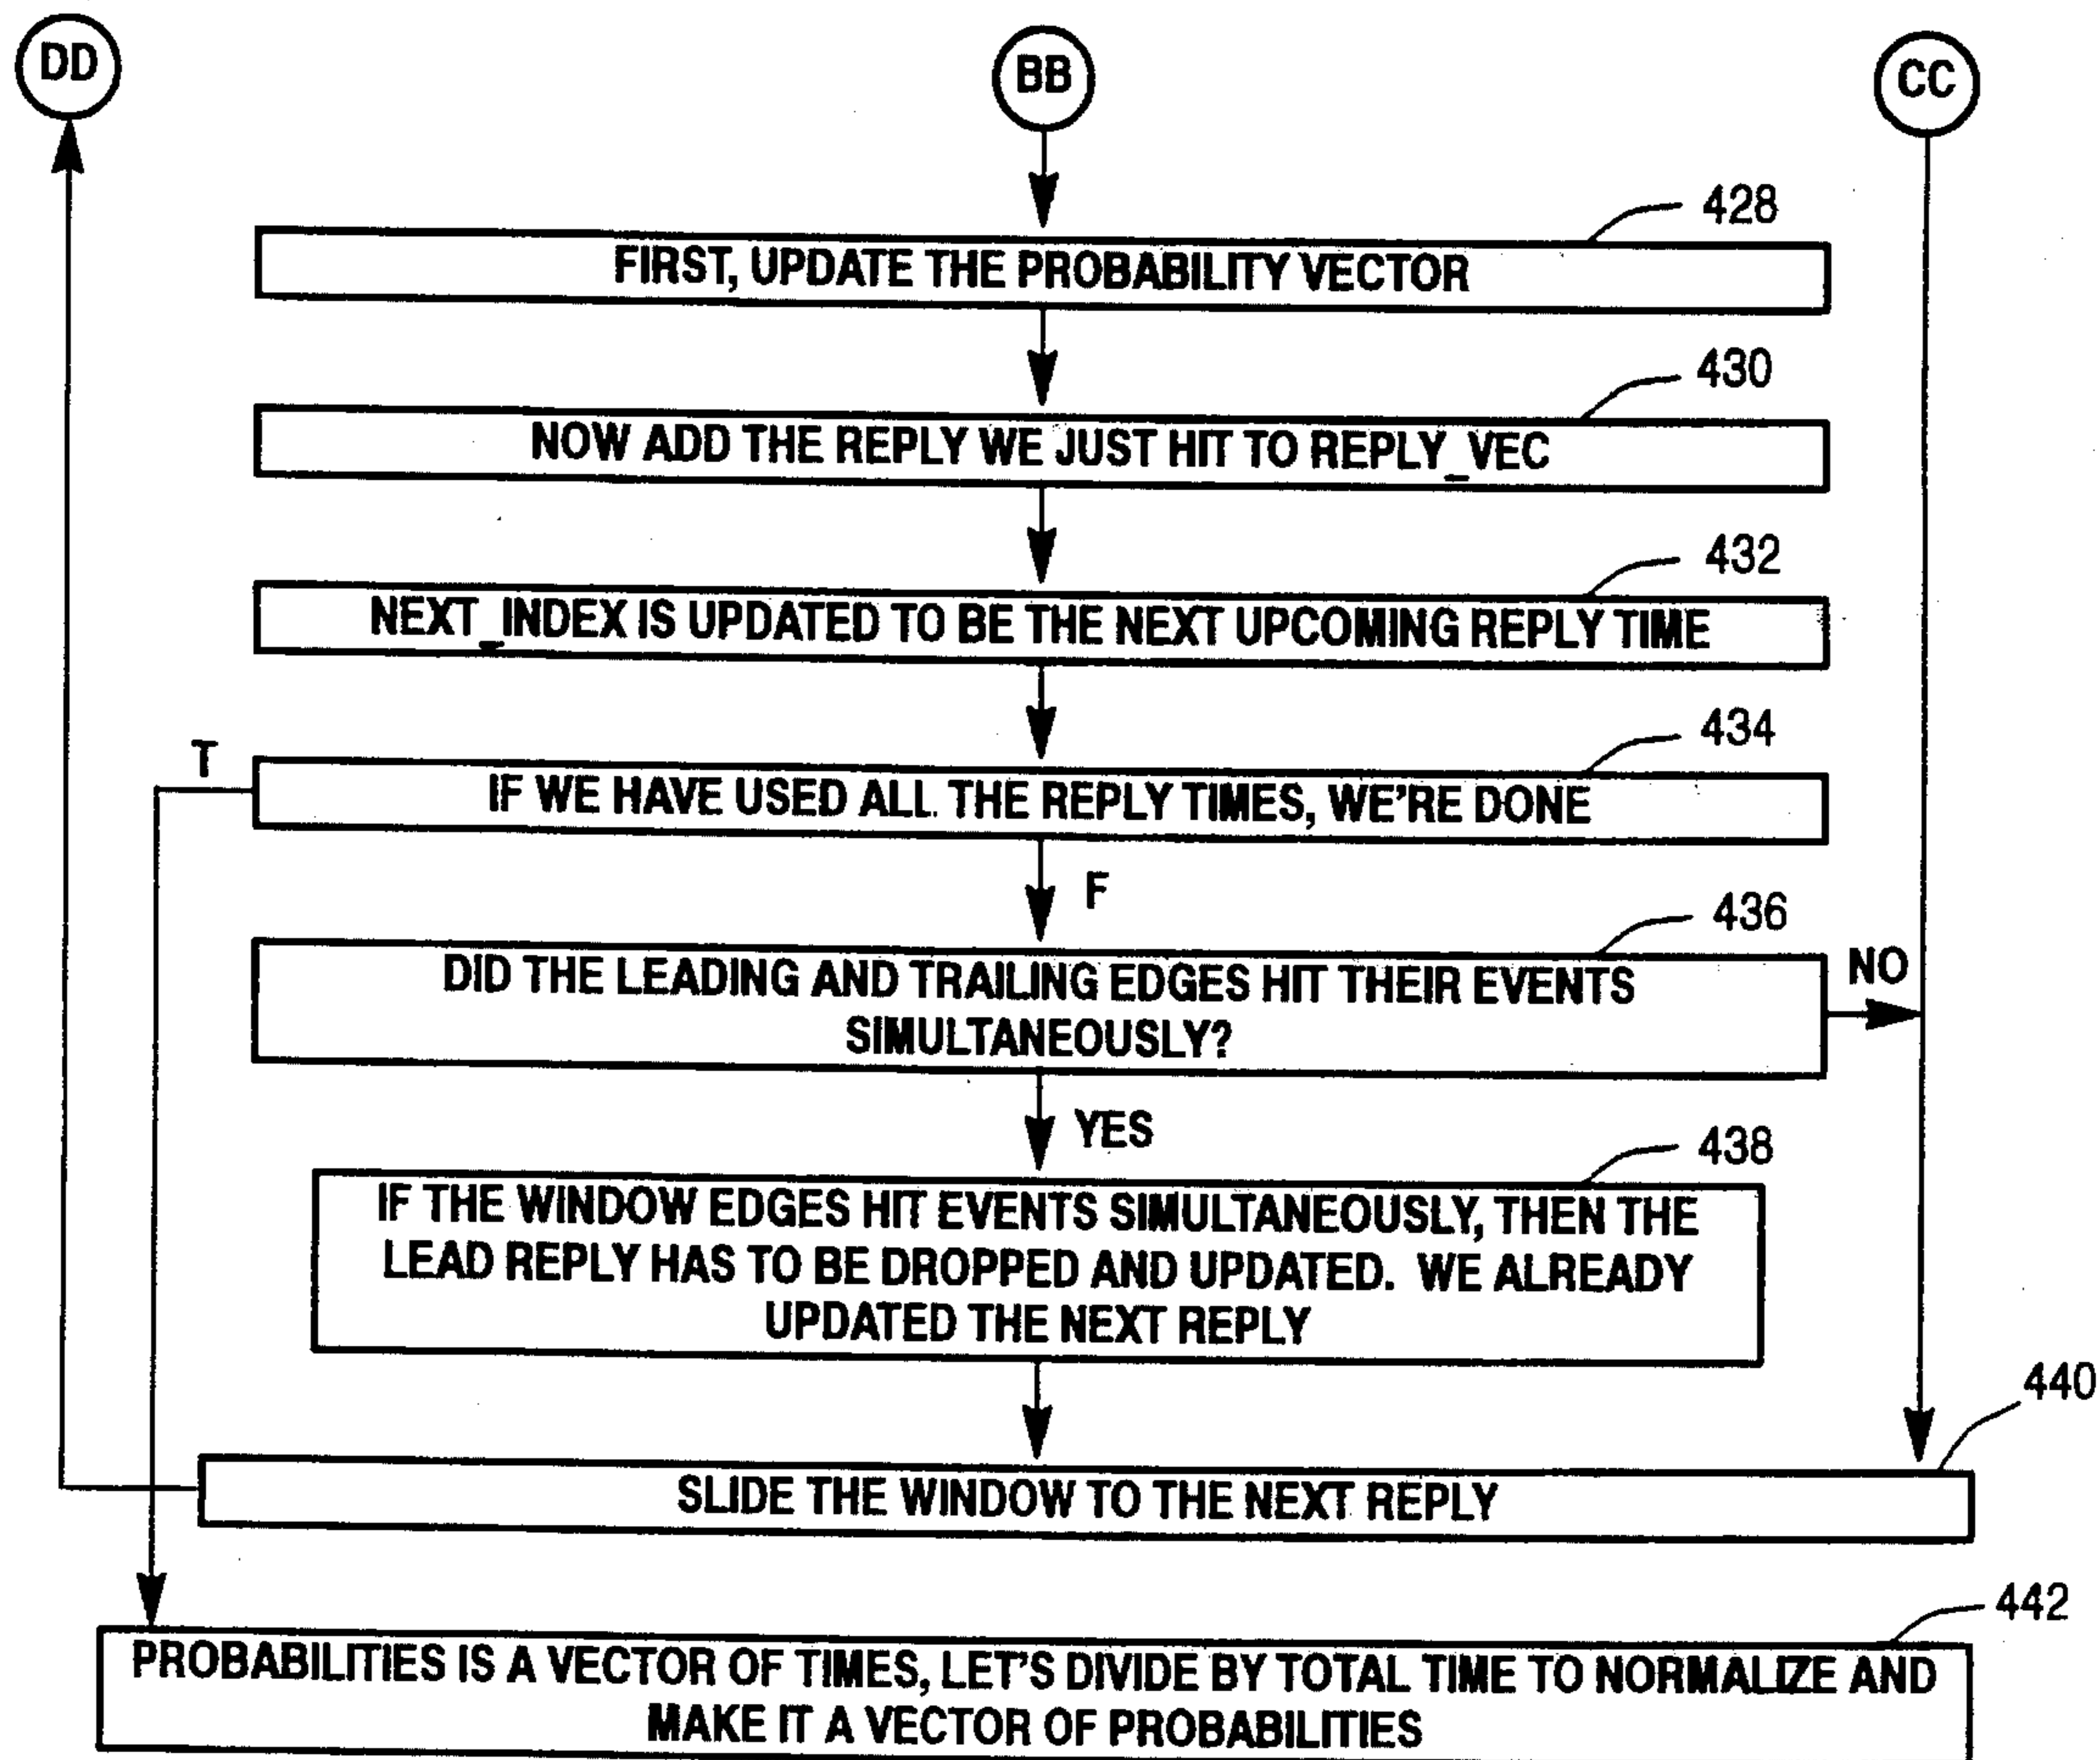 DD
BB
CC
428
FIRST, UPDATE THE PROBABILITY VECTOR
430
NOW ADD THE REPLY WE JUST HIT TO REPLY_VEC
432
NEXT_INDEX IS UPDATED TO BE THE NEXT UPCOMING REPLY TIME
434
T
IF WE HAVE USED ALL THE REPLY TIMES, WE'RE DONE
F
436
DID THE LEADING AND TRAILING EDGES HIT THEIR EVENTS
SIMULTANEOUSLY?
NO
YES
438
IF THE WINDOW EDGES HIT EVENTS SIMULTANEOUSLY, THEN THE
LEAD REPLY HAS TO BE DROPPED AND UPDATED. WE ALREADY
UPDATED THE NEXT REPLY
440
SLIDE THE WINDOW TO THE NEXT REPLY
442
PROBABILITIES IS A VECTOR OF TIMES, LET'S DIVIDE BY TOTAL TIME TO NORMALIZE AND
MAKE IT A VECTOR OF PROBABILITIES